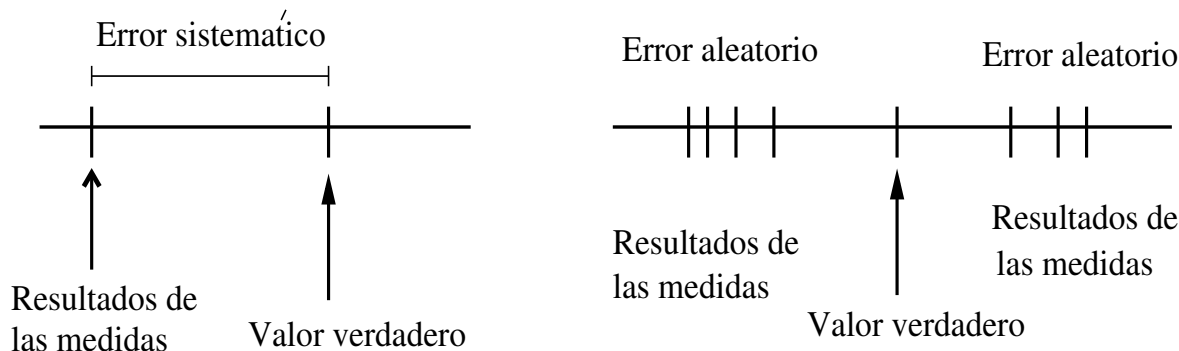 Error sistemático
Resultados de
las medidas
Valor verdadero
Error aleatorio
Error aleatorio
Resultados de
las medidas
Valor verdadero
Resultados de
las medidas